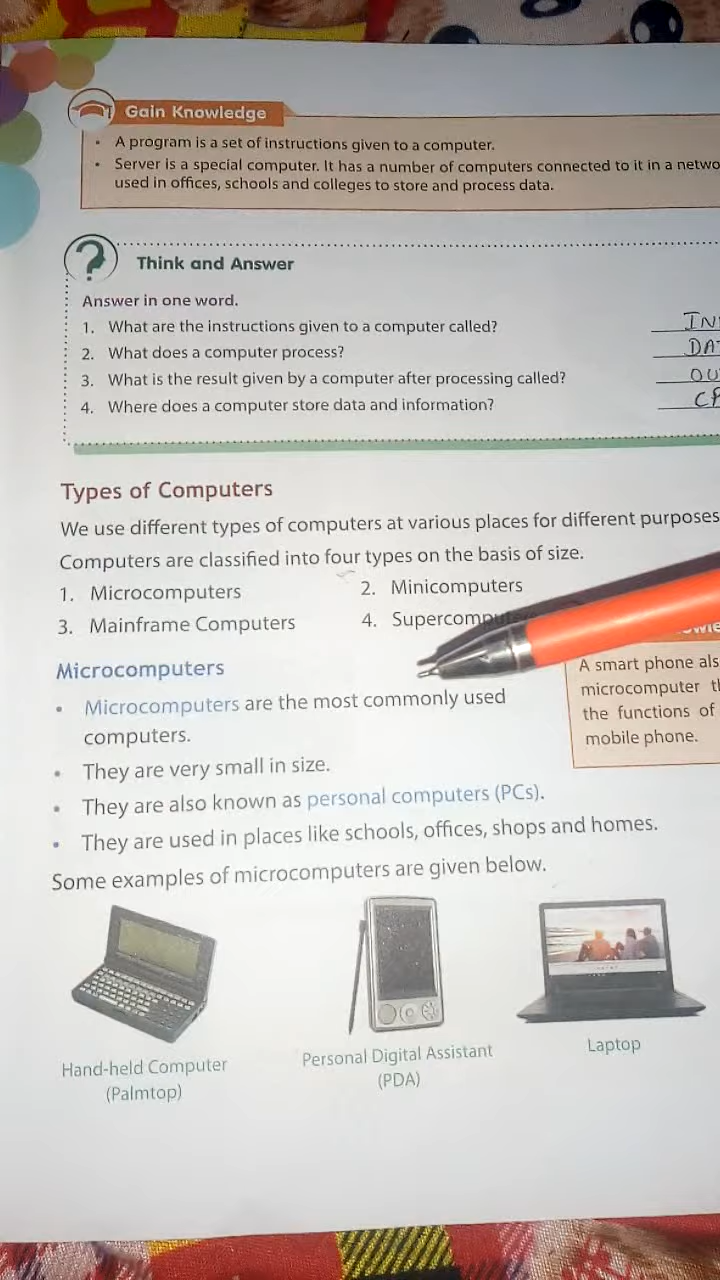 Gain Knowledge
• A program is a set of instructions given to a computer.
• Server is a special computer. It has a number of computers connected to it in a
used in offices, schools and colleges to store and process data.
? Think and Answer
Answer in one word.
1. What are the instructions given to a computer called?
2. What does a computer process?
3. What is the result given by a computer after processing called?
4. Where does a computer store data and information?
Types of Computers
We use different types of computers at various places for different purposes
Computers are classified into four types on the basis of size.
1. Microcomputers 2. Minicomputers
3. Mainframe Computers 4. Supercomputers
Microcomputers
• Microcomputers are the most commonly used
computers.
• They are very small in size.
• They are also known as personal computers (PCs).
• They are used in places like schools, offices, shops and homes.
A smart phone
microcomputer
the functions of
mobile phone.
Some examples of microcomputers are given below.
Hand-held Computer
(Palmtop)
Personal Digital Assistant
(PDA)
Laptop